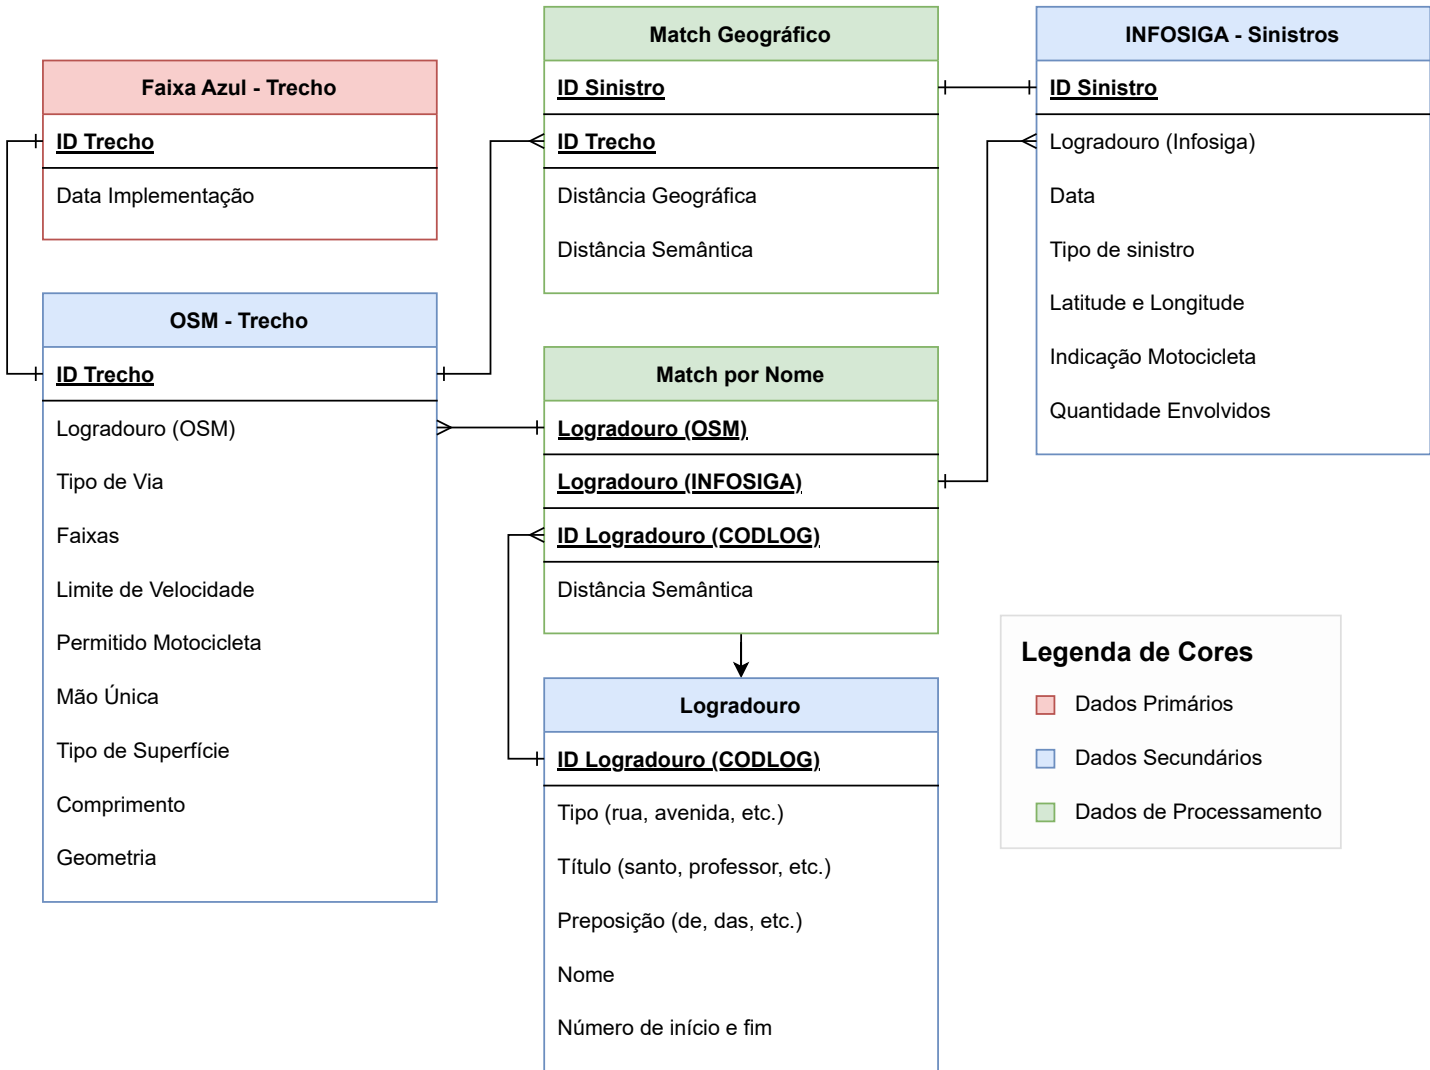 Faixa Azul - Trecho
ID Trecho
Data Implementação
OSM - Trecho
ID Trecho
Logradouro (OSM)
Tipo de Via
Faixas
Limite de Velocidade
Permitido Motocicleta
Mão Única
Tipo de Superfície
Comprimento
Geometria
Match Geográfico
ID Sinistro
ID Trecho
Distância Geográfica
Distância Semântica
Match por Nome
Logradouro (OSM)
Logradouro (INFOSIGA)
ID Logradouro (CODLOG)
Distância Semântica
Logradouro
ID Logradouro (CODLOG)
Tipo (rua, avenida, etc.)
Título (santo, professor, etc.)
Preposição (de, das, etc.)
Nome
Número de início e fim
INFOSIGA - Sinistros
ID Sinistro
Logradouro (Infosiga)
Data
Tipo de sinistro
Latitude e Longitude
Indicação Motocicleta
Quantidade Envolvidos
Legenda de Cores
Dados Primários
Dados Secundários
Dados de Processamento